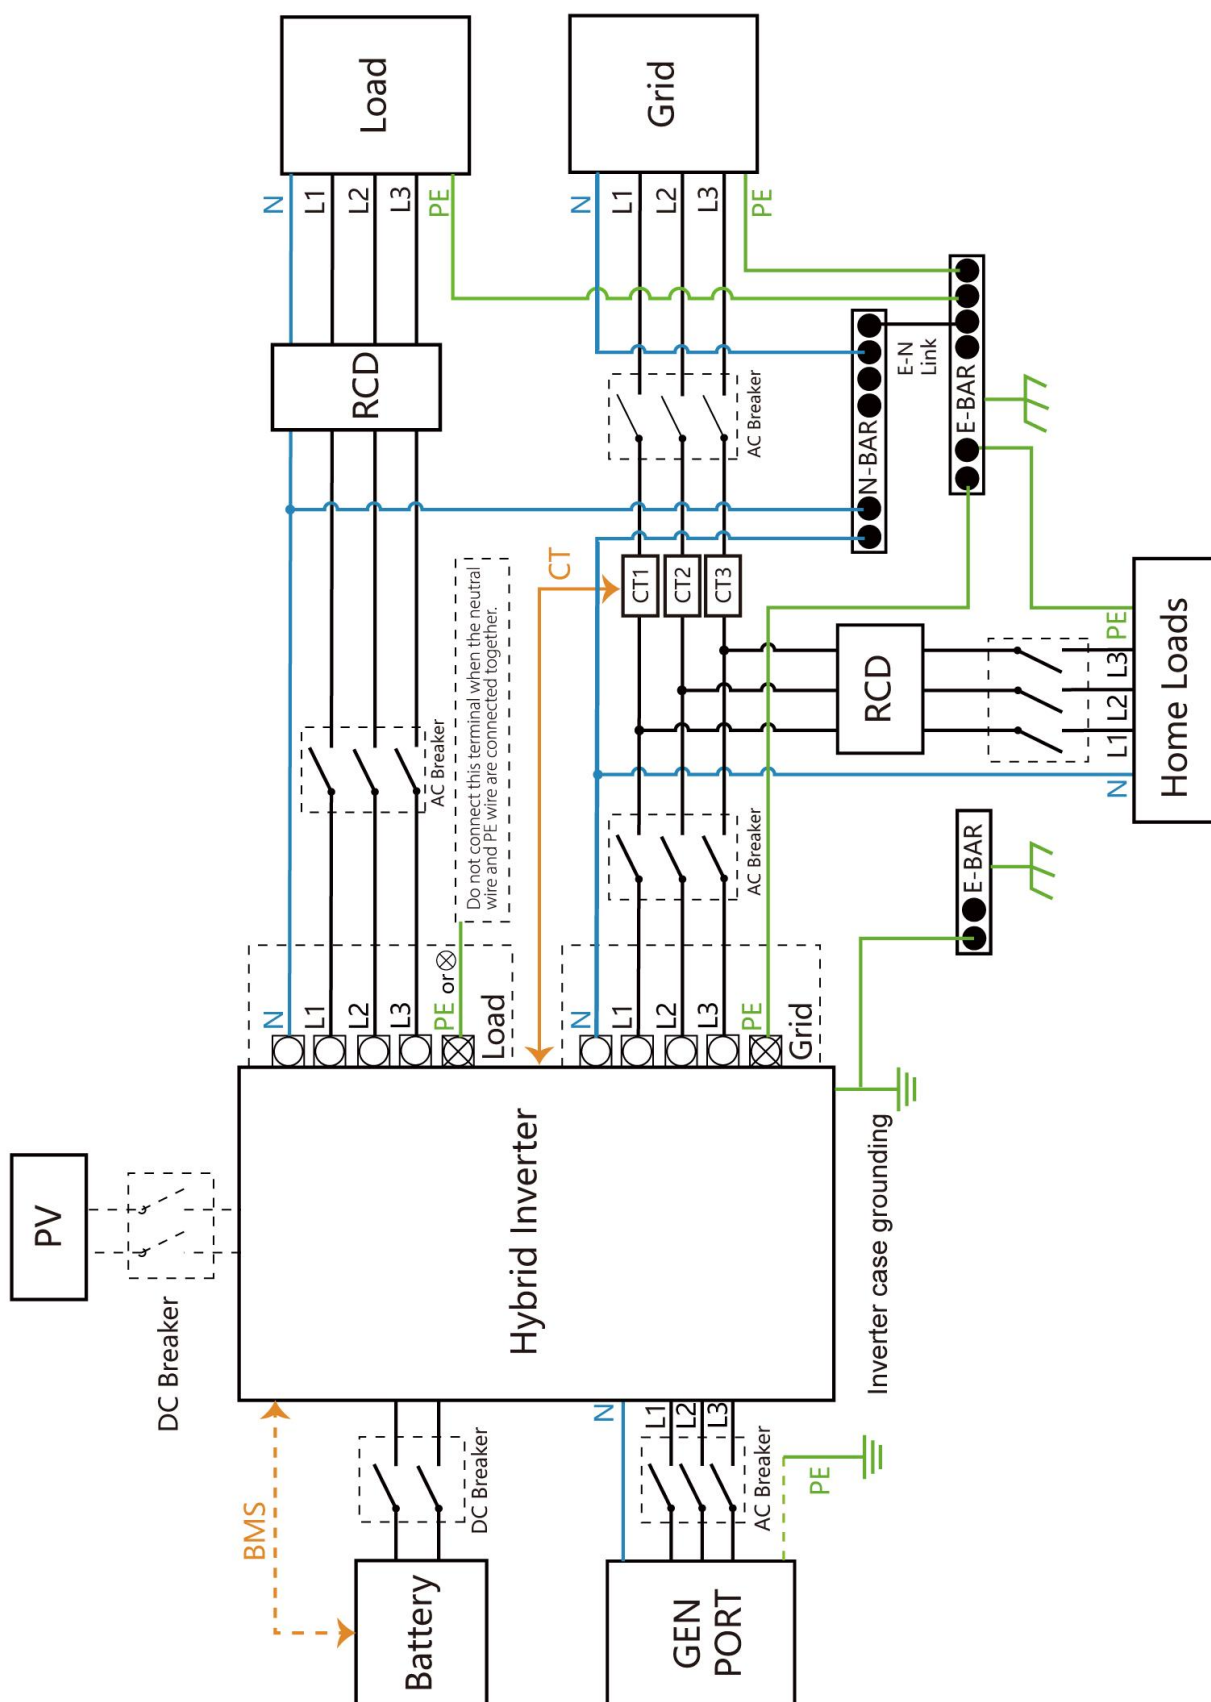 PV
DC Breaker
BMS
Battery
DC Breaker
GEN
PORT
N
L1
L2
L3
AC Breaker
PE
Hybrid Inverter
Inverter case grounding
N
L1
L2
L3
PE or
Load
Do not connect this terminal when the neutral
wire and PE wire are connected together.
AC Breaker
RCD
N
L1
L2
L3
PE
Load
CT
N
L1
L2
L3
PE
Grid
AC Breaker
CT1
CT2
CT3
AC Breaker
N
L1
L2
L3
PE
Grid
N-BAR
E-N
Link
E-BAR
RCD
N
L1
L2
L3
PE
Home Loads
E-BAR